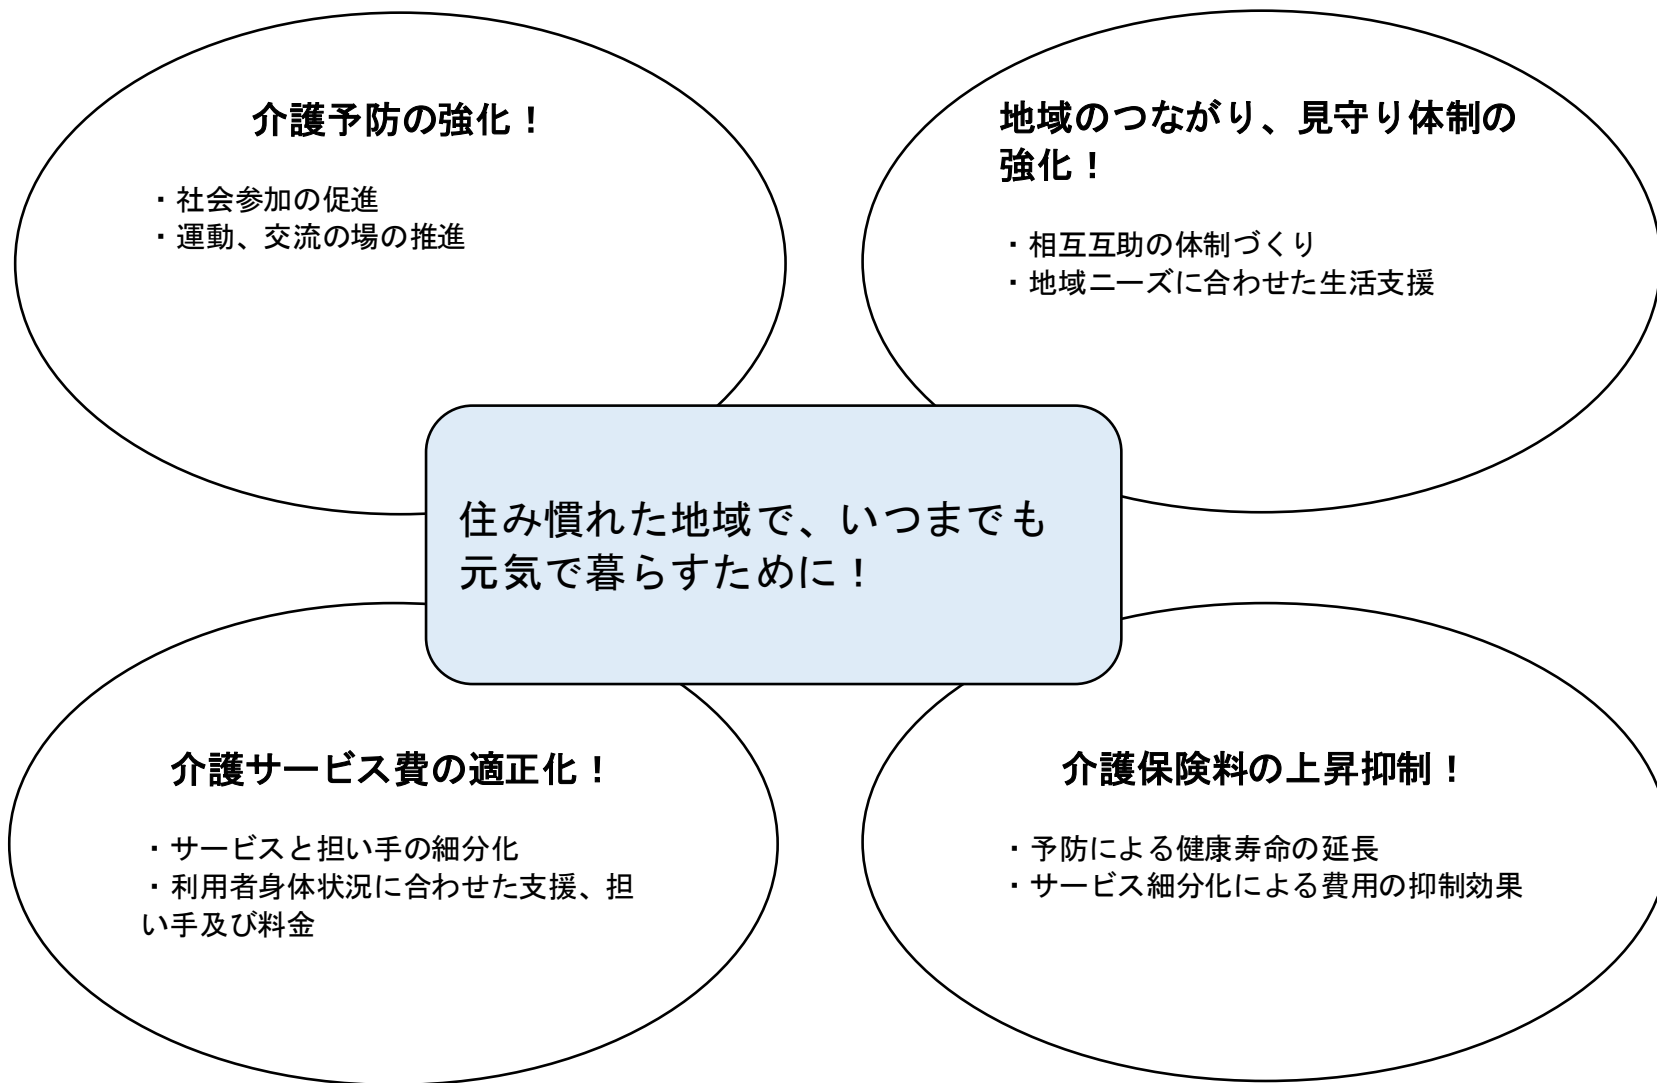 介護予防の強化！
・社会参加の促進
・運動、交流の場の推進
地域のつながり、見守り体制の
強化！
・相互互助の体制づくり
・地域ニーズに合わせた生活支援
住み慣れた地域で、いつまでも
元気で暮らすために！
介護サービス費の適正化！
・サービスと担い手の細分化
・利用者身体状況に合わせた支援、担
い手及び料金
介護保険料の上昇抑制！
・予防による健康寿命の延長
・サービス細分化による費用の抑制効果